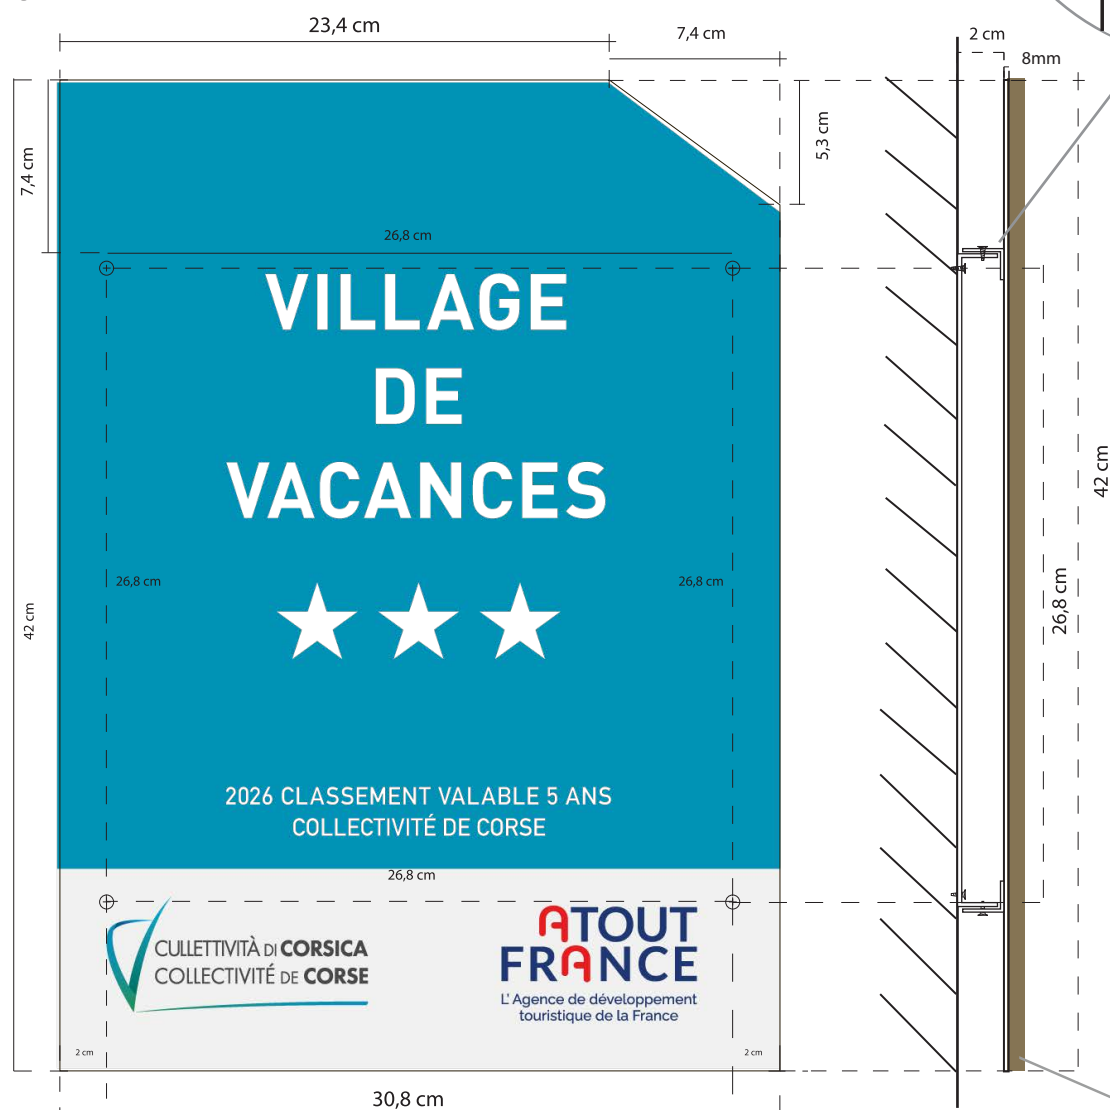 23,4 cm
7,4 cm
2 cm
8mm
5,3 cm
7,4 cm
26,8 cm
VILLAGE
DE
VACANCES
42 cm
26,8 cm
26,8 cm
26,8 cm
42 cm
2026 CLASSEMENT VALABLE 5 ANS
COLLECTIVITÉ DE CORSE
26,8 cm
CULLETTIVITÀ DI CORSICA
COLLECTIVITÉ DE CORSE
ATOUT
FRANCE
L'Agence de développement
touristique de la France
2 cm
2 cm
30,8 cm